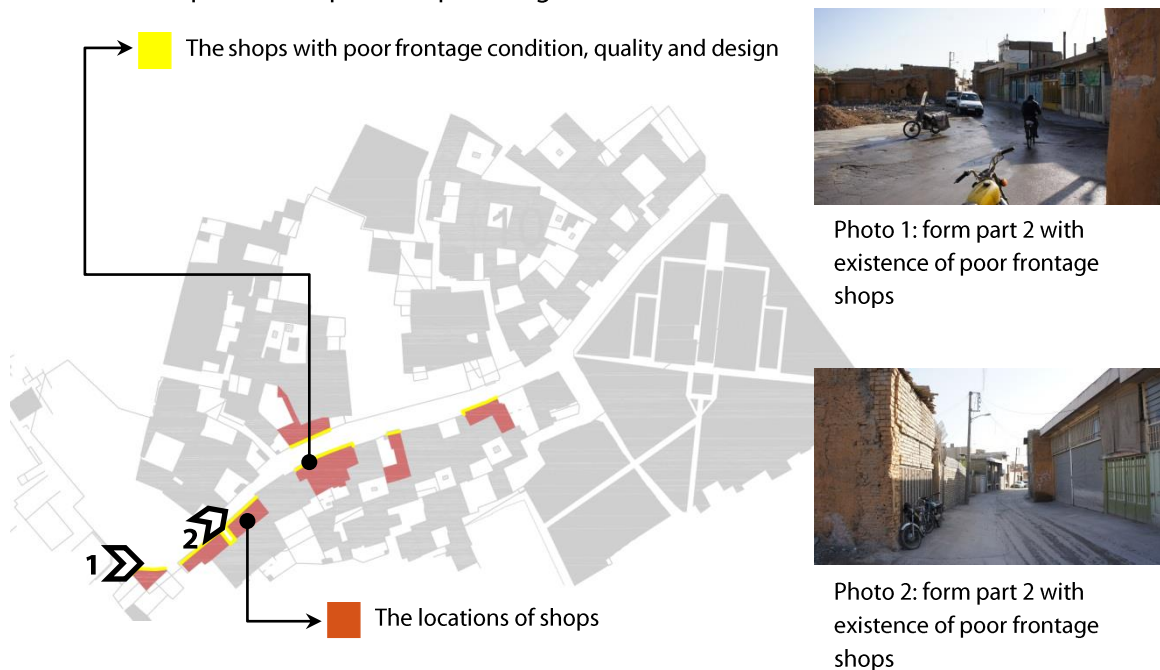 The shops with poor frontage condition, quality and design
10
1
2
The locations of shops
Photo 1: form part 2 with
existence of poor frontage
shops
Photo 2: form part 2 with
existence of poor frontage
shops